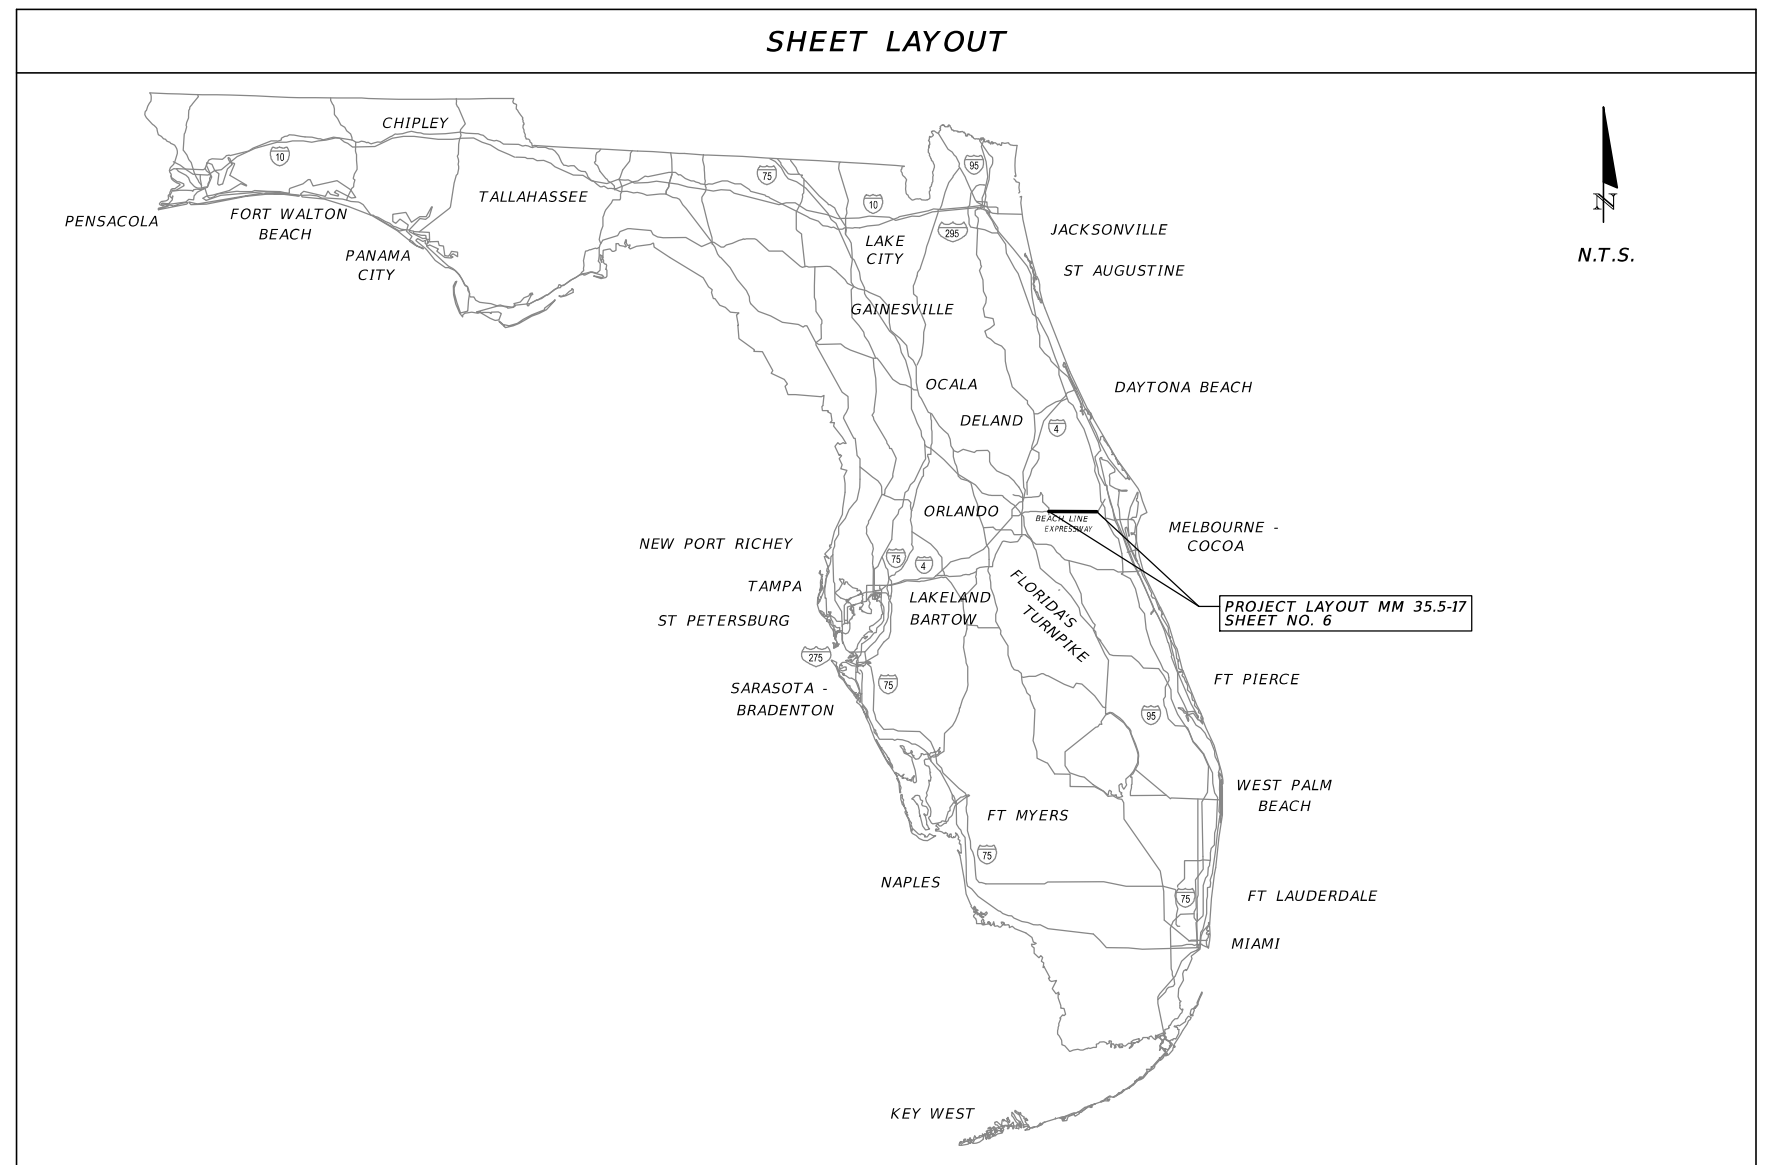 SHEET LAYOUT
CHIPLEY
10
75
95
TALLAHASSEE
10
PENSACOLA
FORT WALTON
BEACH
295
JACKSONVILLE
N
LAKE
CITY
PANAMA
CITY
N.T.S.
ST AUGUSTINE
GAINESVILLE
OCALA
DAYTONA BEACH
DELAND
4
ORLANDO
BEACH LINE
EXPRESSWAY
MELBOURNE -
COCOA
NEW PORT RICHEY
75
4
TAMPA
LAKELAND
BARTOW
FLORIDA'S
TURNPIKE
PROJECT LAYOUT MM 35.5-17
SHEET NO. 6
ST PETERSBURG
275
75
FT PIERCE
SARASOTA -
BRADENTON
95
WEST PALM
BEACH
FT MYERS
75
NAPLES
75
FT LAUDERDALE
MIAMI
KEY WEST